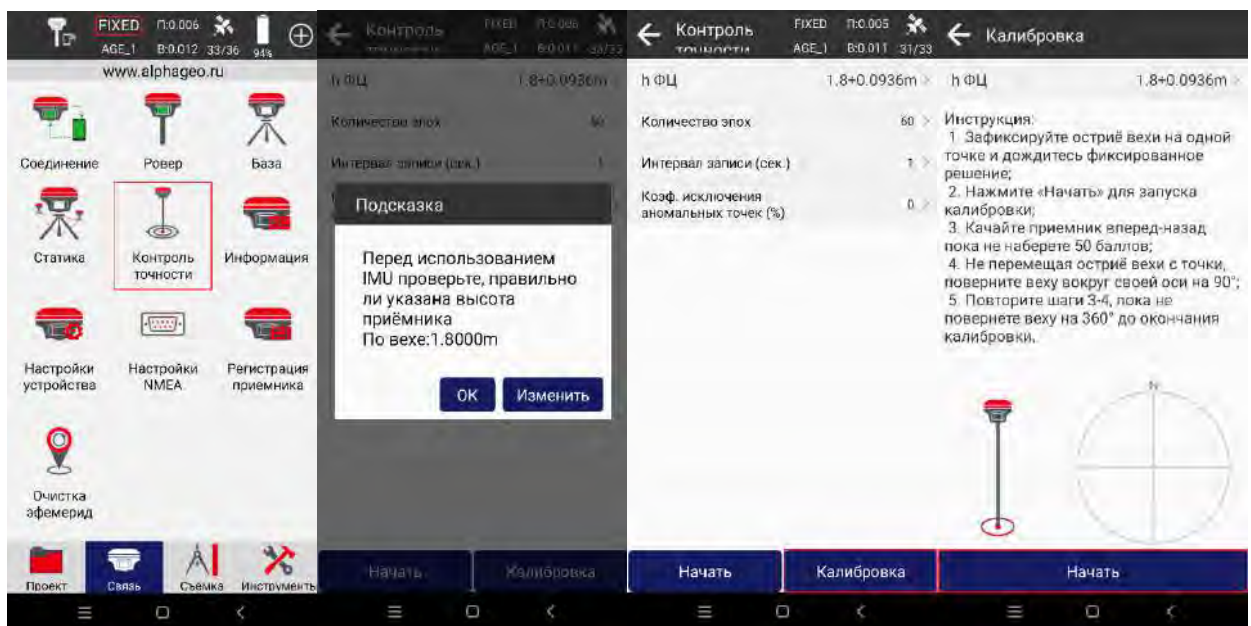 FIXED П:0.006
AGE_1 В:0.012 33/36 94%
www.alphageo.ru
Соединение Ровер База
Статика Контроль точности Информация
Настройки устройства Настройки NMEA Регистрация приемника
Очистка эфемерид
Проект Связь Съемка Инструменты
Контроль
h ФЦ 1.8+0.0936m >
Количество эпох 60 >
Интервал записи (сек.) 1 >
Подсказка
Перед использованием
IMU проверьте, правильно
ли указана высота
приёмника
По вехе:1.8000m
ОК Изменить
Начать Калибровка
Контроль точности
FIXED П:0.005
AGE_1 В:0.011 31/33
h ФЦ 1.8+0.0936m >
Количество эпох 60 >
Интервал записи (сек.) 1 >
Коэф. исключения
аномальных точек (%) 0 >
Начать Калибровка
Калибровка
h ФЦ 1.8+0.0936m >
Инструкция:
1. Зафиксируйте остриё вехи на одной
точке и дождитесь фиксированное
решение;
2. Нажмите «Начать» для запуска
калибровки;
3. Качайте приемник вперед-назад
пока не наберете 50 баллов;
4. Не перемещая остриё вехи с точки,
поверните веху вокруг своей оси на 90°;
5. Повторите шаги 3-4, пока не
повернете веху на 360° до окончания
калибровки.
N
Начать